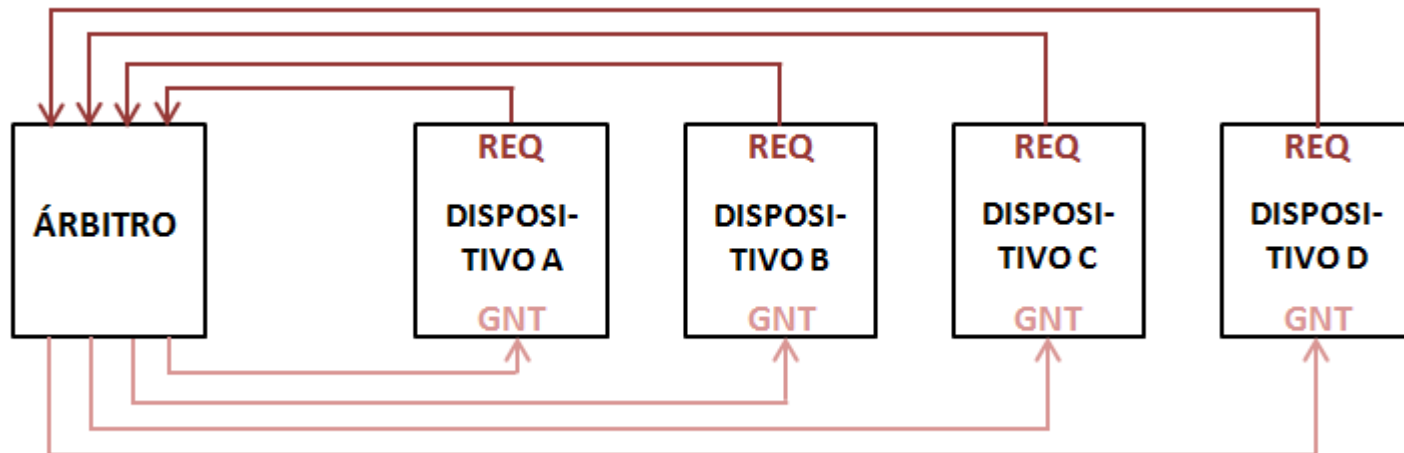 ÁRBITRO
REQ
DISPOSI-
TIVO A
GNT
REQ
DISPOSI-
TIVO B
GNT
REQ
DISPOSI-
TIVO C
GNT
REQ
DISPOSI-
TIVO D
GNT